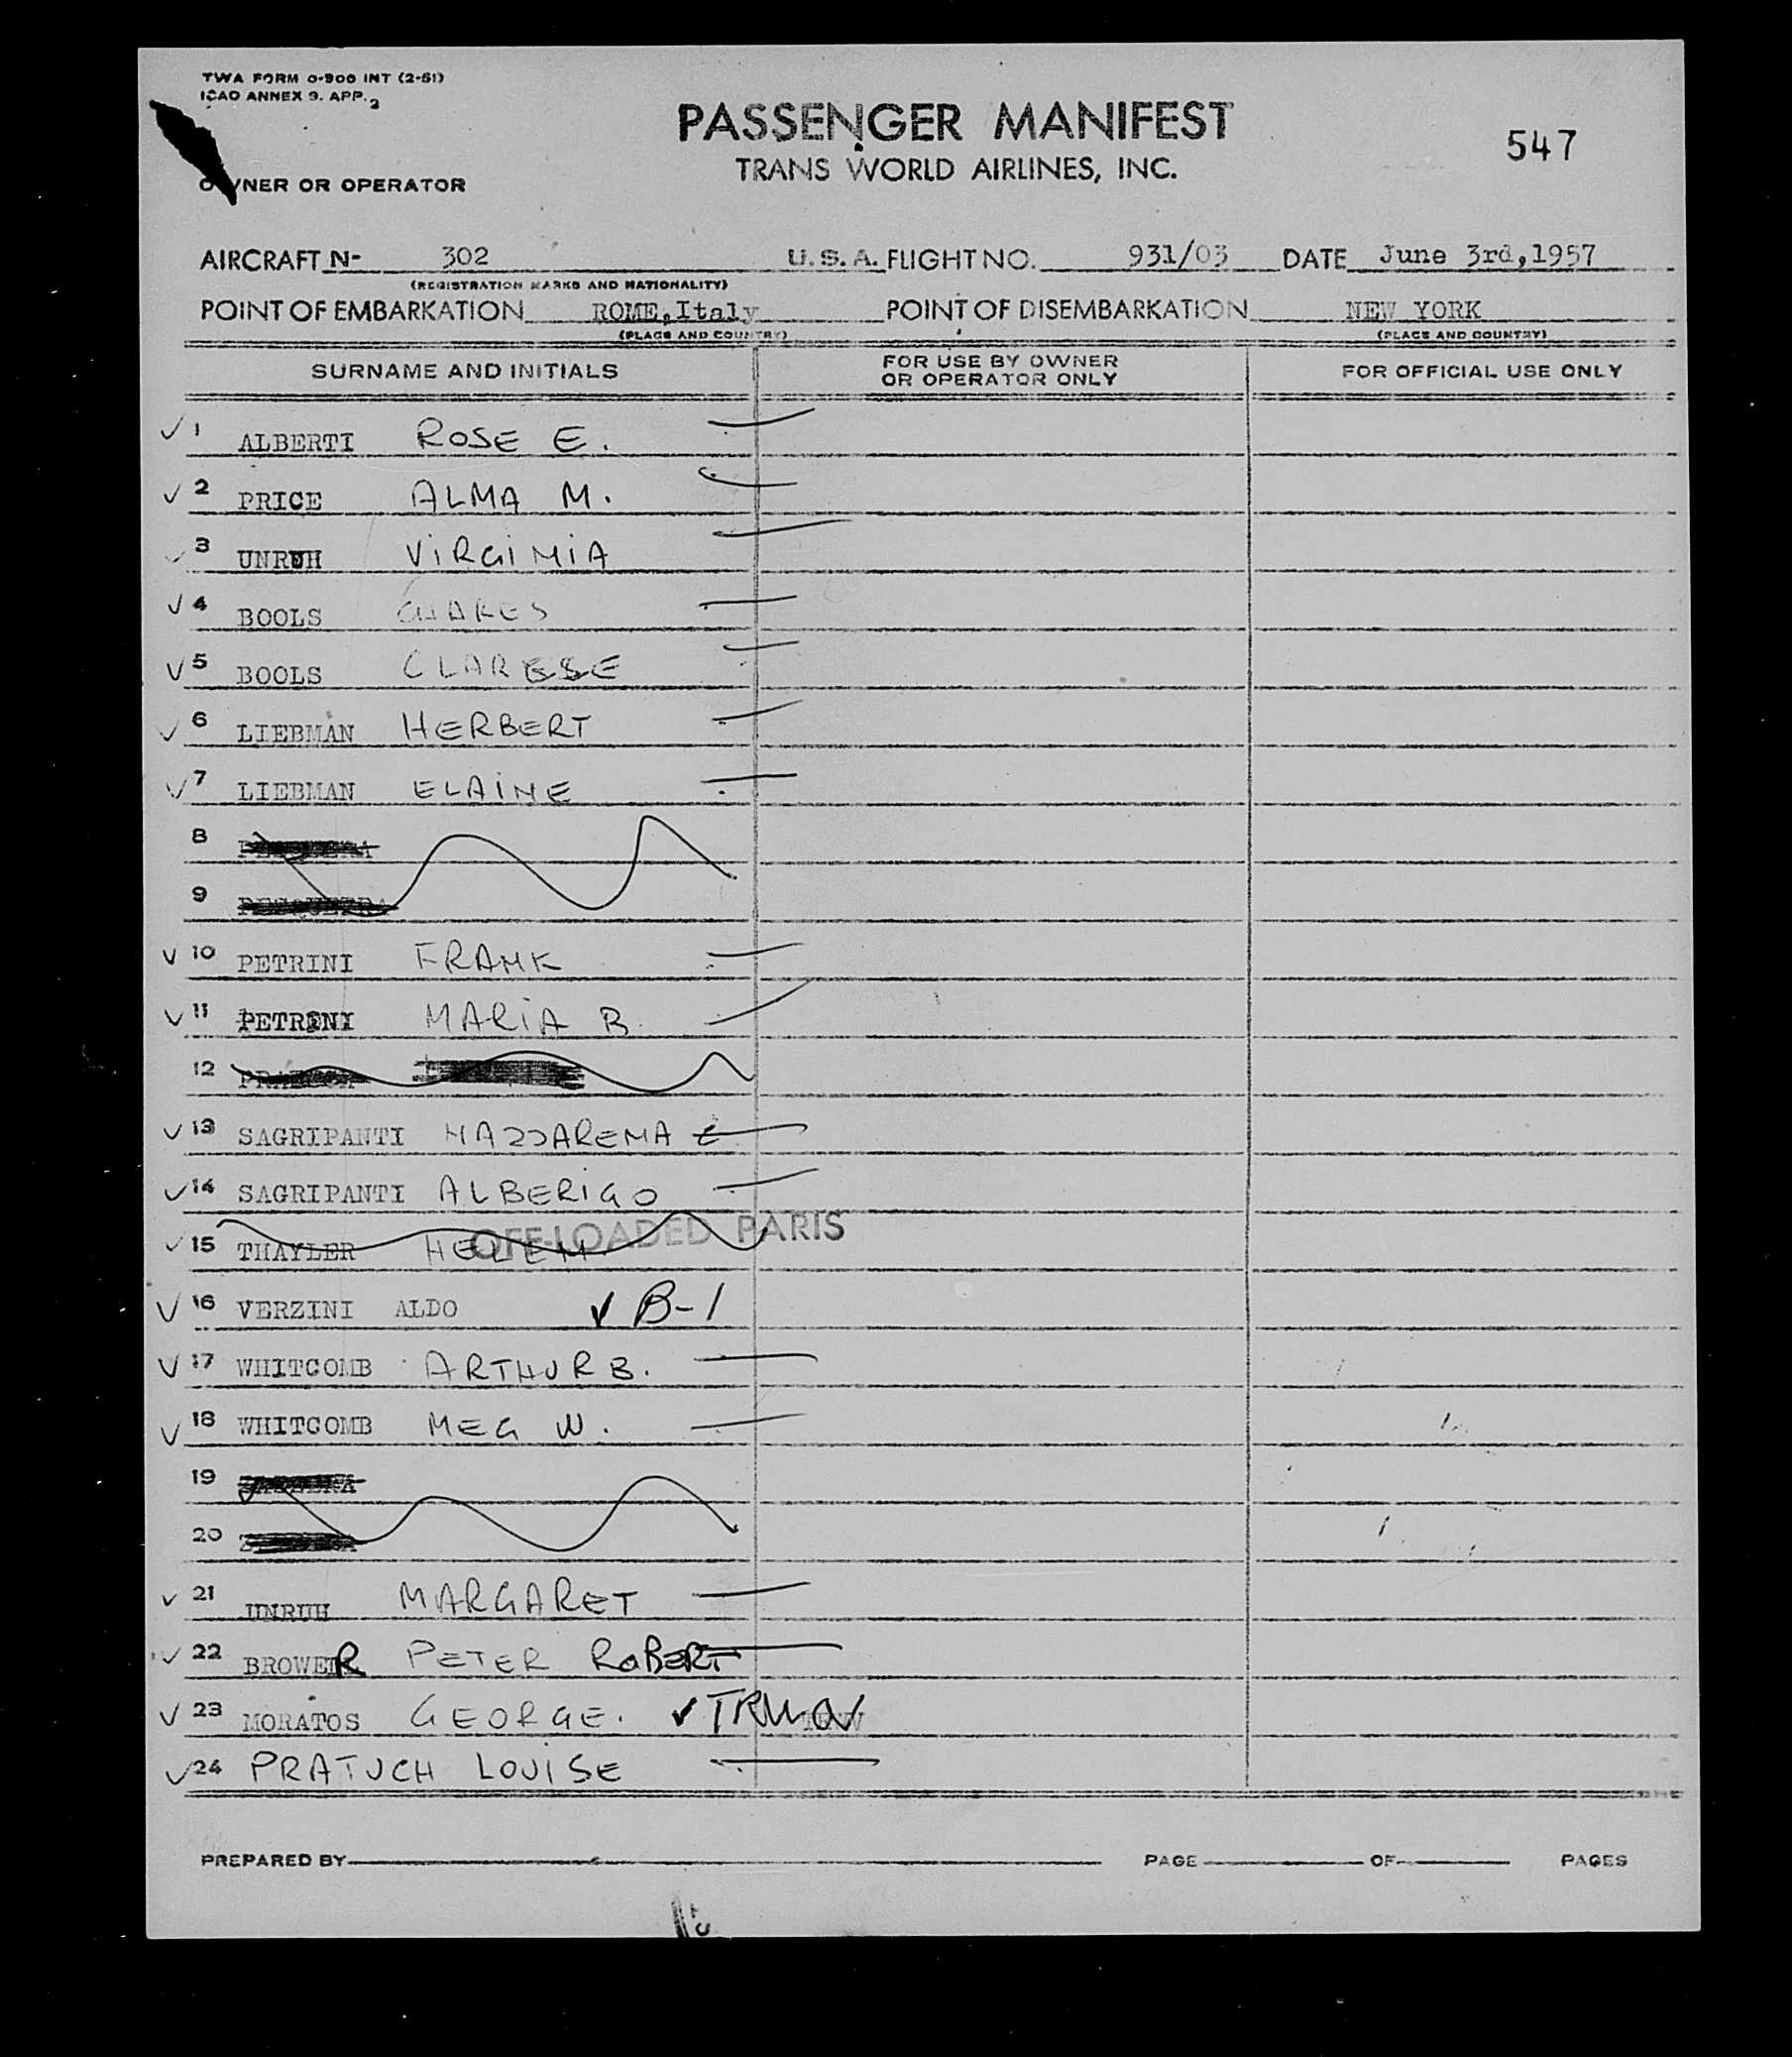 TWA FORM 0-900 INT (2-51)
ICAO ANNEX 9. APP. 2
PASSENGER MANIFEST
547
TRANS WORLD AIRLINES, INC.
OWNER OR OPERATOR
AIRCRAFT N- 302 U.S.A. FLIGHT NO. 931/03 DATE June 3rd,1957
(REGISTRATION MARKS AND NATIONALITY)
POINT OF EMBARKATION ROME,Italy POINT OF DISEMBARKATION NEW YORK
(PLACE AND COUNTRY) (PLACE AND COUNTRY)
SURNAME AND INITIALS FOR USE BY OWNER OR OPERATOR ONLY FOR OFFICIAL USE ONLY
✓ 1 ALBERTI ROSE E.
✓ 2 PRICE ALMA M.
✓ 3 UNRUH VIRGINIA
✓ 4 BOOLS
✓ 5 BOOLS
✓ 6 LIEBMAN HERBERT
✓ 7 LIEBMAN ELAINE
8
9
✓ 10 PETRINI FRANK
✓ 11 PETRINI MARIA B.
12
✓ 13 SAGRIPANTI NAZZARENA
✓ 14 SAGRIPANTI ALBERIGO
OFF-LOADED PARIS
✓ 15 THAYLER HELEN
✓ 16 VERZINI ALDO ✓ B-1
✓ 17 WHITCOMB ARTHUR B.
✓ 18 WHITCOMB MEG W.
19
20
✓ 21 UNRUH MARGARET
✓ 22 BROWER PETER ROBERT
✓ 23 MORATOS GEORGE. ✓
✓ 24 PRATUCH LOUISE
PREPARED BY PAGE OF PAGES